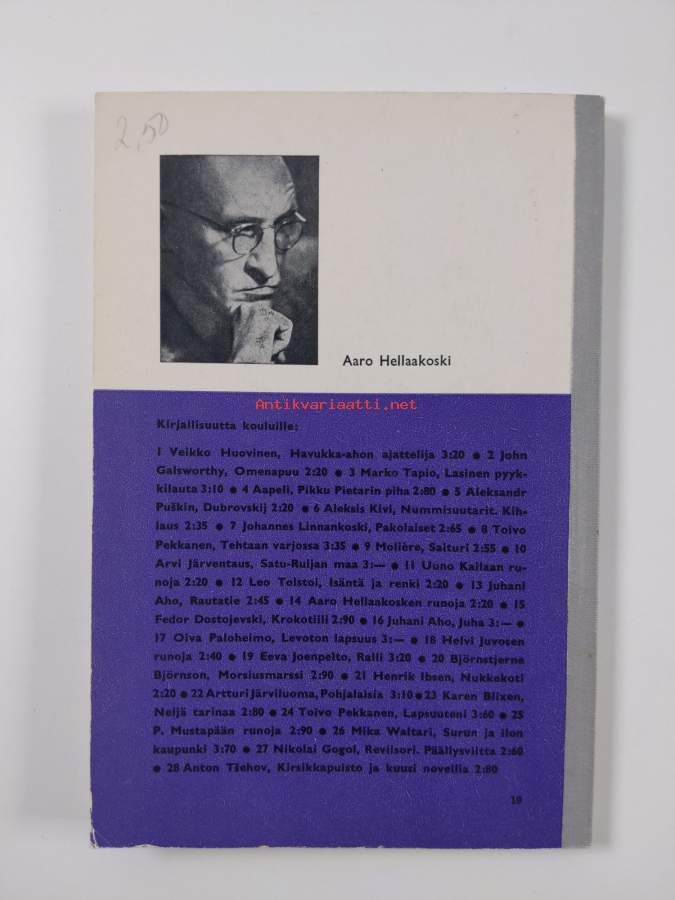 2,50
Aaro Hellaakoski
Antikvariaatti.net
Kirjallisuutta kouluille:
1 Veikko Huovinen, Havukka-ahon ajattelija 3:20 ● 2 John
Galsworthy, Omenapuu 2:20 ● 3 Marko Tapio, Lasinen pyyk-
kilauta 3:10 ● 4 Aapeli, Pikku Pietarin piha 2:80 ● 5 Aleksandr
Puškin, Dubrovskij 2:20 ● 6 Aleksis Kivi, Nummisuutarit. Kih-
laus 2:35 ● 7 Johannes Linnankoski, Pakolaiset 2:65 ● 8 Toivo
Pekkanen, Tehtaan varjossa 3:35 ● 9 Molière, Saituri 2:55 ● 10
Arvi Järventaus, Satu-Ruijan maa 3:— ● 11 Uuno Kailaan ru-
noja 2:20 ● 12 Leo Tolstoi, Isäntä ja renki 2:20 ● 13 Juhani
Aho, Rautatie 2:45 ● 14 Aaro Hellaakosken runoja 2:20 ● 15
Fedor Dostojevski, Krokotiili 2:90 ● 16 Juhani Aho, Juha 3:— ●
17 Oiva Paloheimo, Levoton lapsuus 3:— ● 18 Helvi Juvosen
runoja 2:40 ● 19 Eeva Joenpelto, Ralli 3:20 ● 20 Björnstjerne
Björnson, Morsiusmarssi 2:90 ● 21 Henrik Ibsen, Nukkekoti
2:20 ● 22 Artturi Järviluoma, Pohjalaisia 3:10 ● 23 Karen Blixen,
Neljä tarinaa 2:80 ● 24 Toivo Pekkanen, Lapsuuteni 3:60 ● 25
P. Mustapään runoja 2:90 ● 26 Mika Waltari, Surun ja ilon
kaupunki 3:70 ● 27 Nikolai Gogol, Reviisori. Päällysviitta 2:60
● 28 Anton Tšehov, Kirsikkapuisto ja kuusi novellia 2:80